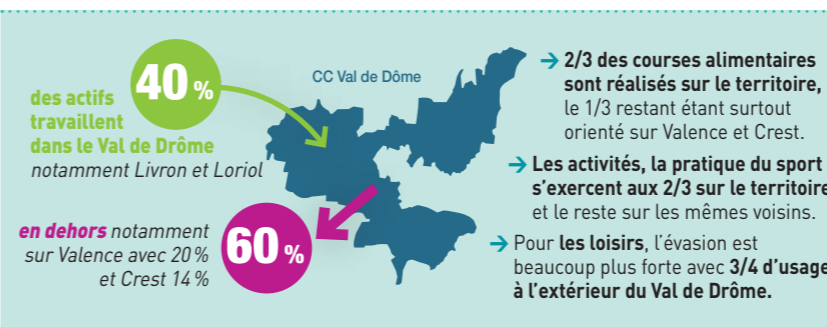 40 %
des actifs
travaillent
dans le Val de Drôme
notamment Livron et Loriol
en dehors notamment
sur Valence avec 20 %
et Crest 14 %
60 %
CC Val de Dôme
→ 2/3 des courses alimentaires
sont réalisés sur le territoire,
le 1/3 restant étant surtout
orienté sur Valence et Crest.
→ Les activités, la pratique du sport
s’exercent aux 2/3 sur le territoire
et le reste sur les mêmes voisins.
→ Pour les loisirs, l’évasion est
beaucoup plus forte avec 3/4 d’usage
à l’extérieur du Val de Drôme.